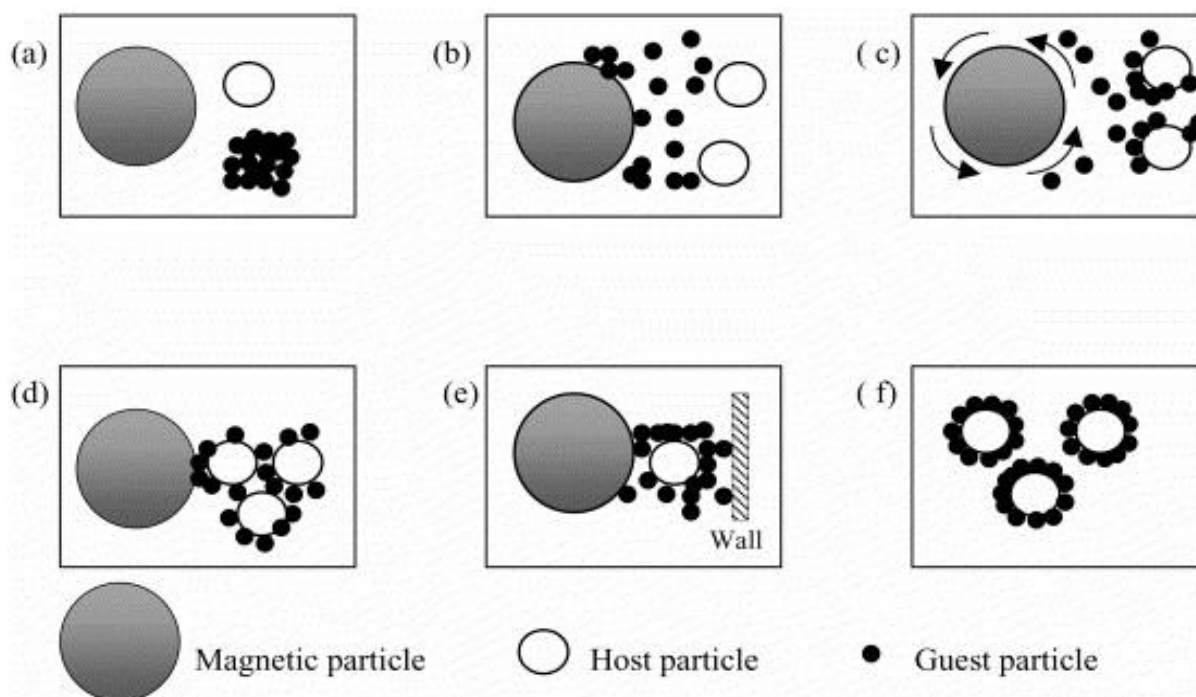 (a)
(b)
( c)
(d)
(e)
( f)
Wall
Magnetic particle
Host particle
Guest particle